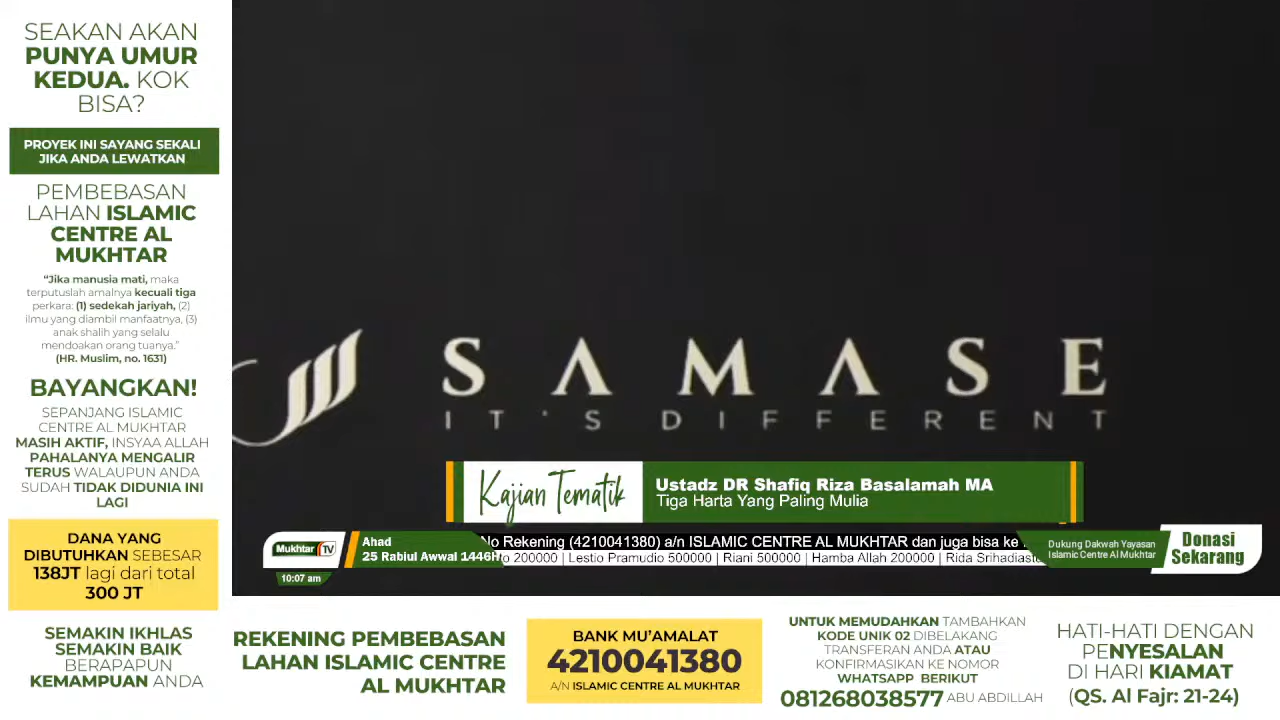 SEAKAN AKAN
PUNYA UMUR
KEDUA. KOK
BISA?
PROYEK INI SAYANG SEKALI
JIKA ANDA LEWATKAN
PEMBEBASAN
LAHAN ISLAMIC
CENTRE AL
MUKHTAR
“Jika manusia mati, maka
terputuslah amalnya kecuali tiga
perkara: (1) sedekah jariyah, (2)
ilmu yang diambil manfaatnya, (3)
anak shalih yang selalu
mendoakan orang tuanya.”
(HR. Muslim, no. 1631)
BAYANGKAN!
SEPANJANG ISLAMIC
CENTRE AL MUKHTAR
MASIH AKTIF, INSYAA ALLAH
PAHALANYA MENGALIR
TERUS WALAUPUN ANDA
SUDAH TIDAK DIDUNIA INI
LAGI
DANA YANG
DIBUTUHKAN SEBESAR
138JT lagi dari total
300 JT
SEMAKIN IKHLAS
SEMAKIN BAIK
BERAPAPUN
KEMAMPUAN ANDA
SAMASE
IT'S DIFFERENT
Kajian Tematik
Ustadz DR Shafiq Riza Basalamah MA
Tiga Harta Yang Paling Mulia
Mukhtar TV
10:07 am
Ahad
25 Rabiul Awwal 1446H
No Rekening (4210041380) a/n ISLAMIC CENTRE AL MUKHTAR dan juga bisa ke
200000 | Lestio Pramudio 500000 | Riani 500000 | Hamba Allah 200000 | Rida
Dukung Dakwah Yayasan
Islamic Centre Al Mukhtar
Donasi
Sekarang
REKENING PEMBEBASAN
LAHAN ISLAMIC CENTRE
AL MUKHTAR
BANK MU’AMALAT
4210041380
A/N ISLAMIC CENTRE AL MUKHTAR
UNTUK MEMUDAHKAN TAMBAHKAN
KODE UNIK 02 DIBELAKANG
TRANSFERAN ANDA ATAU
KONFIRMASIKAN KE NOMOR
WHATSAPP BERIKUT
081268038577 ABU ABDILLAH
HATI-HATI DENGAN
PENYESALAN
DI HARI KIAMAT
(QS. Al Fajr: 21-24)